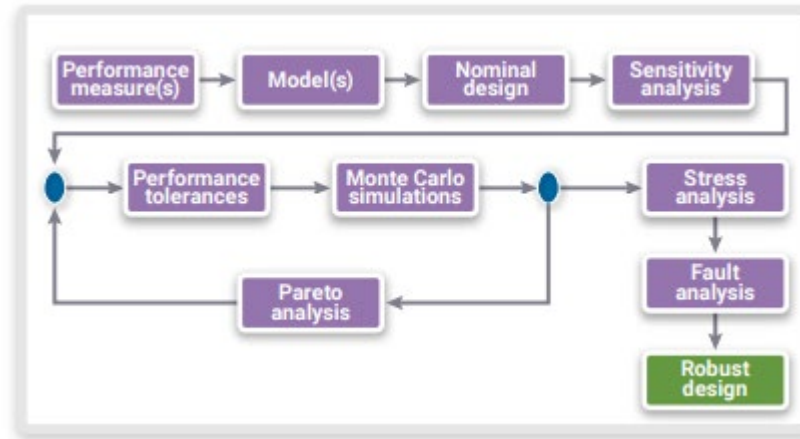 Performance
measure(s)
Model(s)
Nominal
design
Sensitivity
analysis
Performance
tolerances
Monte Carlo
simulations
Stress
analysis
Pareto
analysis
Fault
analysis
Robust
design